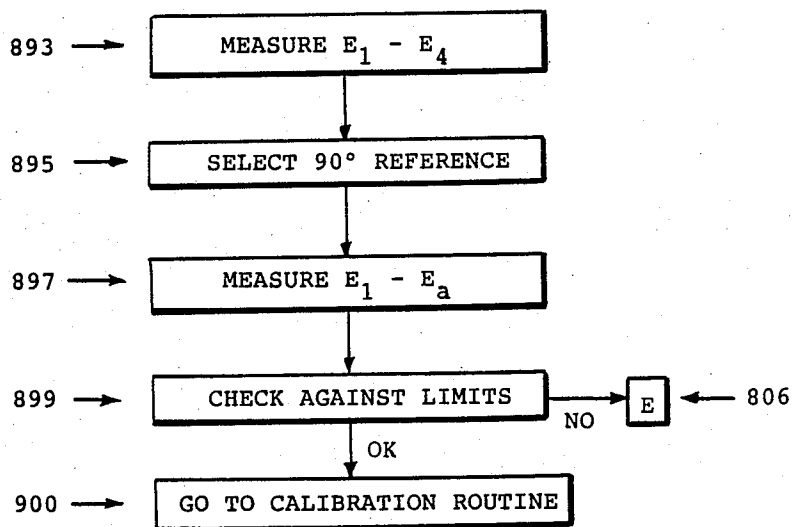 893 → MEASURE E₁ - E₄
895 → SELECT 90° REFERENCE
897 → MEASURE E₁ - Eₐ
899 → CHECK AGAINST LIMITS NO E ← 806
OK
900 → GO TO CALIBRATION ROUTINE